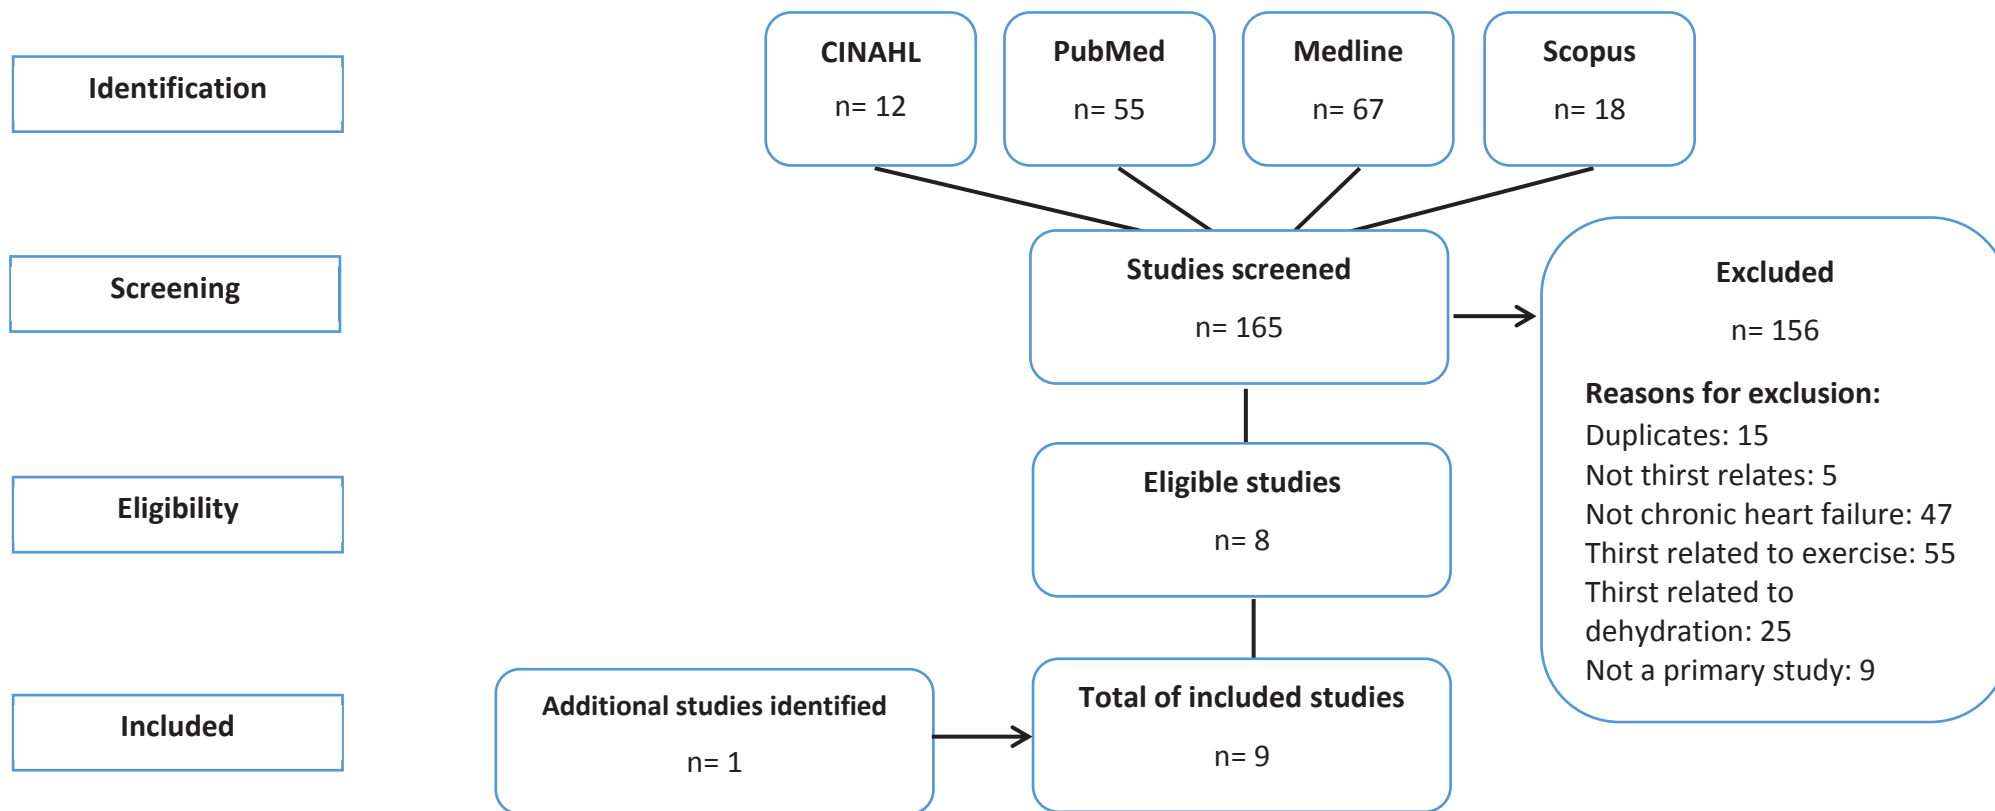 Identification
CINAHL
n= 12
PubMed
n= 55
Medline
n= 67
Scopus
n= 18
Screening
Studies screened
n= 165
Excluded
n= 156
Reasons for exclusion:
Duplicates: 15
Not thirst relates: 5
Not chronic heart failure: 47
Thirst related to exercise: 55
Thirst related to
dehydration: 25
Not a primary study: 9
Eligibility
Eligible studies
n= 8
Included
Additional studies identified
n= 1
Total of included studies
n= 9